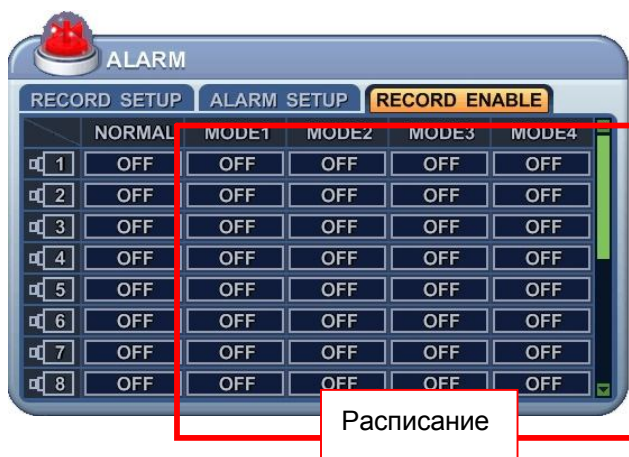 ALARM
RECORD SETUP ALARM SETUP RECORD ENABLE
NORMAL MODE1 MODE2 MODE3 MODE4
1 OFF OFF OFF OFF OFF
2 OFF OFF OFF OFF OFF
3 OFF OFF OFF OFF OFF
4 OFF OFF OFF OFF OFF
5 OFF OFF OFF OFF OFF
6 OFF OFF OFF OFF OFF
7 OFF OFF OFF OFF OFF
8 OFF OFF OFF OFF OFF
Расписание